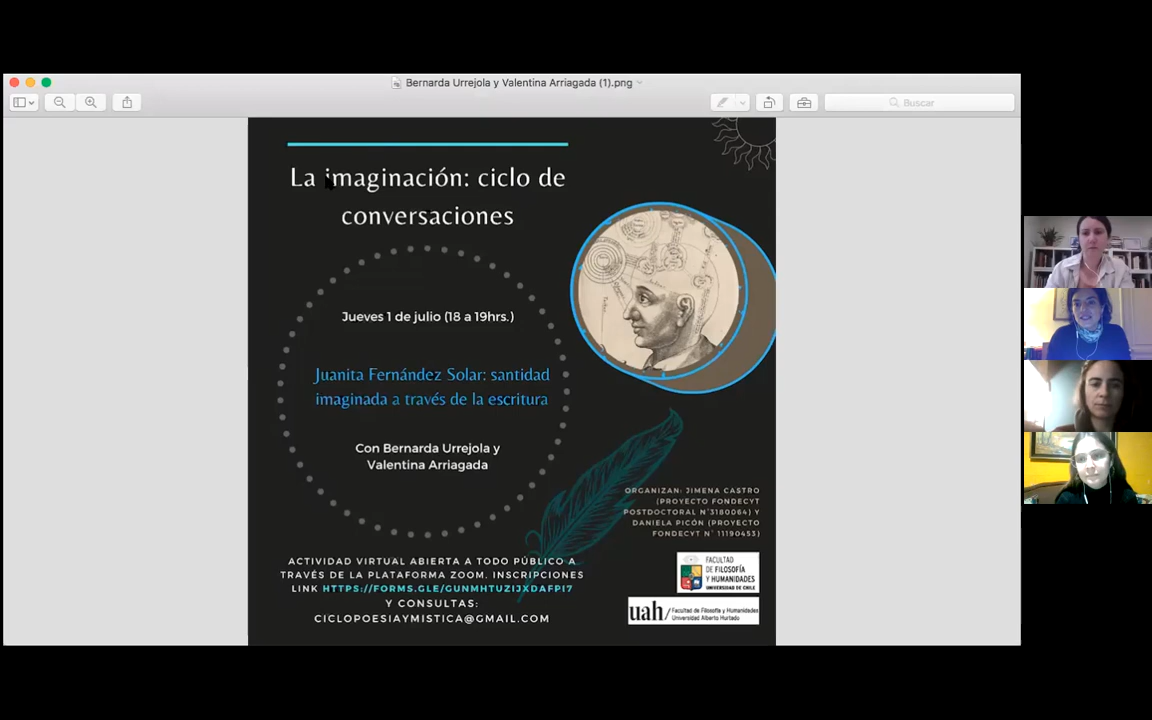 Bernarda Urrejola y Valentina Arriagada (1).png
Buscar
La imaginación: ciclo de
conversaciones
Jueves 1 de julio (18 a 19hrs.)
Juanita Fernández Solar: santidad
imaginada a través de la escritura
Con Bernarda Urrejola y
Valentina Arriagada
ORGANIZAN: JIMENA CASTRO
(PROYECTO FONDECYT
POSTDOCTORAL N°3180064) Y
DANIELA PICÓN (PROYECTO
FONDECYT N° 11190453)
ACTIVIDAD VIRTUAL ABIERTA A TODO PÚBLICO A
TRAVÉS DE LA PLATAFORMA ZOOM. INSCRIPCIONES
LINK HTTPS://FORMS.GLE/GUNMHTUZIJXDAFPI7
Y CONSULTAS:
CICLOPOESIAYMISTICA@GMAIL.COM
FACULTAD
DE FILOSOFÍA
Y HUMANIDADES
UNIVERSIDAD DE CHILE
uah/ Facultad de Filosofía y Humanidades
Universidad Alberto Hurtado